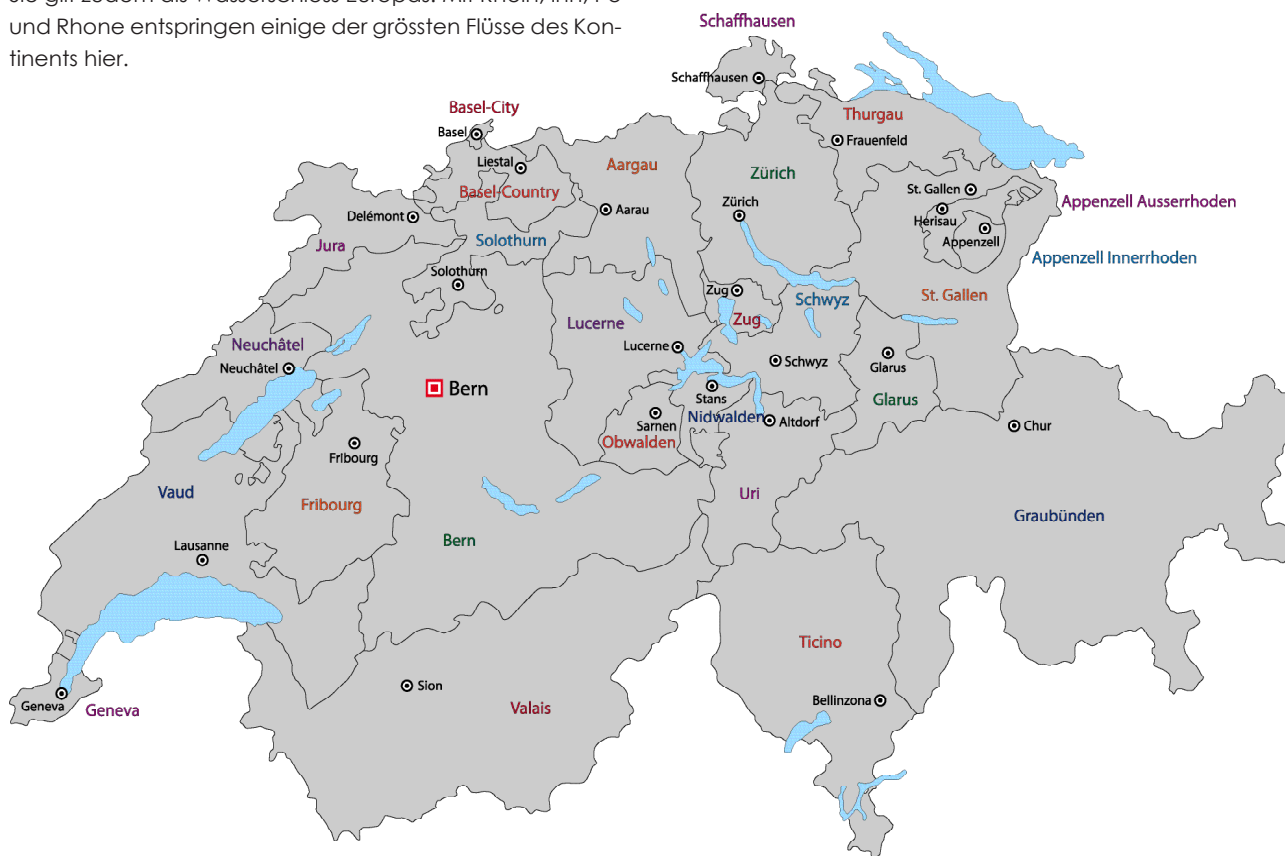 und Rhone entspringen einige der grössten Flüsse des Kon-
tinents hier.
Schaffhausen
Schaffhausen
Basel-City
Basel
Thurgau
Frauenfeld
Liestal
Aargau
Zürich
Basel-Country
St. Gallen
Appenzell Ausserrhoden
Delémont
Aarau
Zürich
Herisau
Appenzell
Jura
Solothurn
Appenzell Innerrhoden
Solothurn
Zug
Schwyz
St. Gallen
Lucerne
Zug
Neuchâtel
Lucerne
Neuchâtel
Schwyz
Glarus
Bern
Stans
Glarus
Nidwalden
Sarnen
Altdorf
Chur
Obwalden
Fribourg
Vaud
Uri
Fribourg
Graubünden
Bern
Lausanne
Ticino
Sion
Geneva
Geneva
Valais
Bellinzona